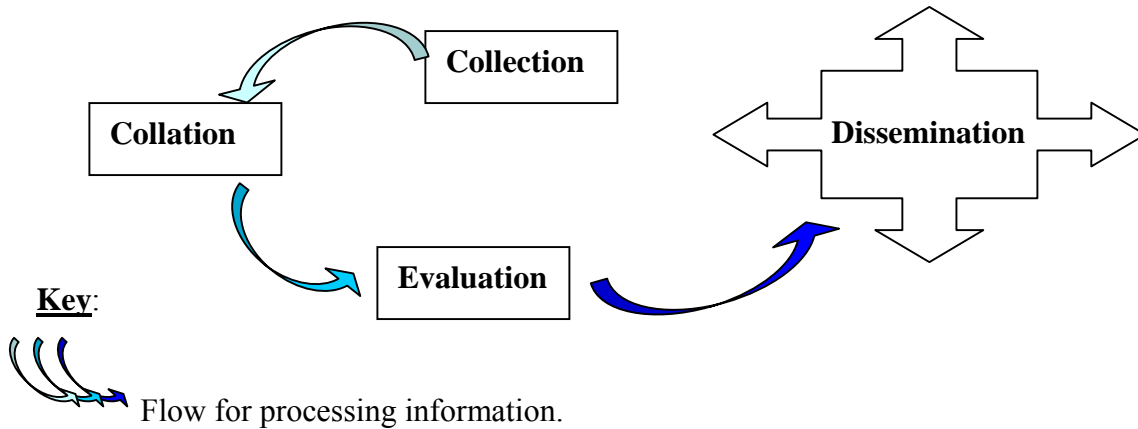 Collection
Collation
Dissemination
Evaluation
Key:
Flow for processing information.